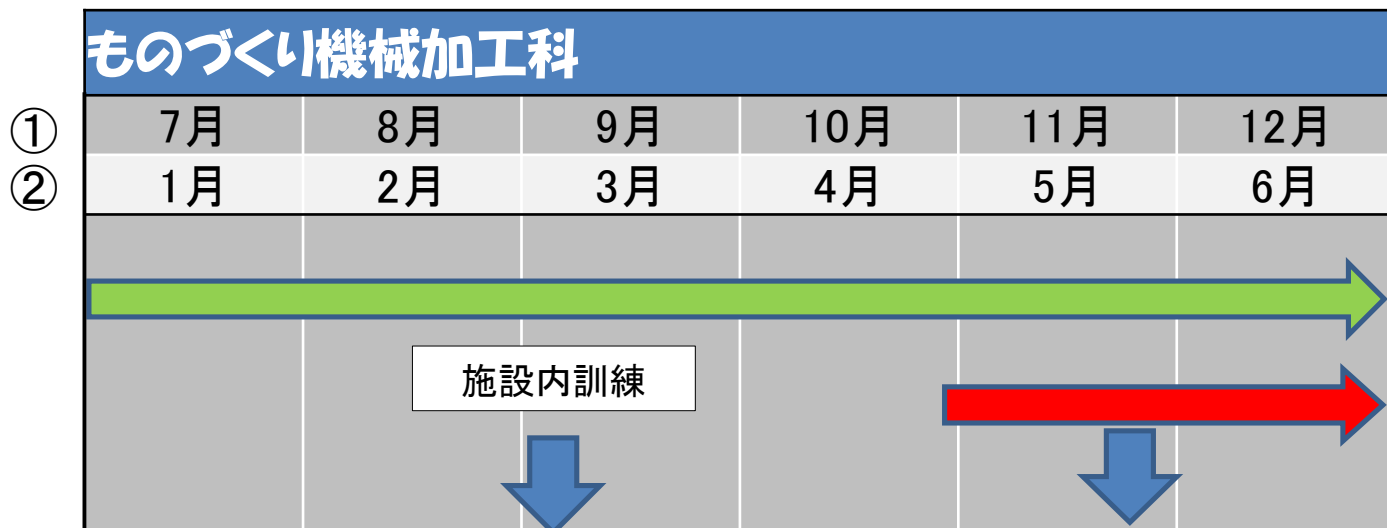 ものづくり機械加工科
① 7月 8月 9月 10月 11月 12月
② 1月 2月 3月 4月 5月 6月
施設内訓練